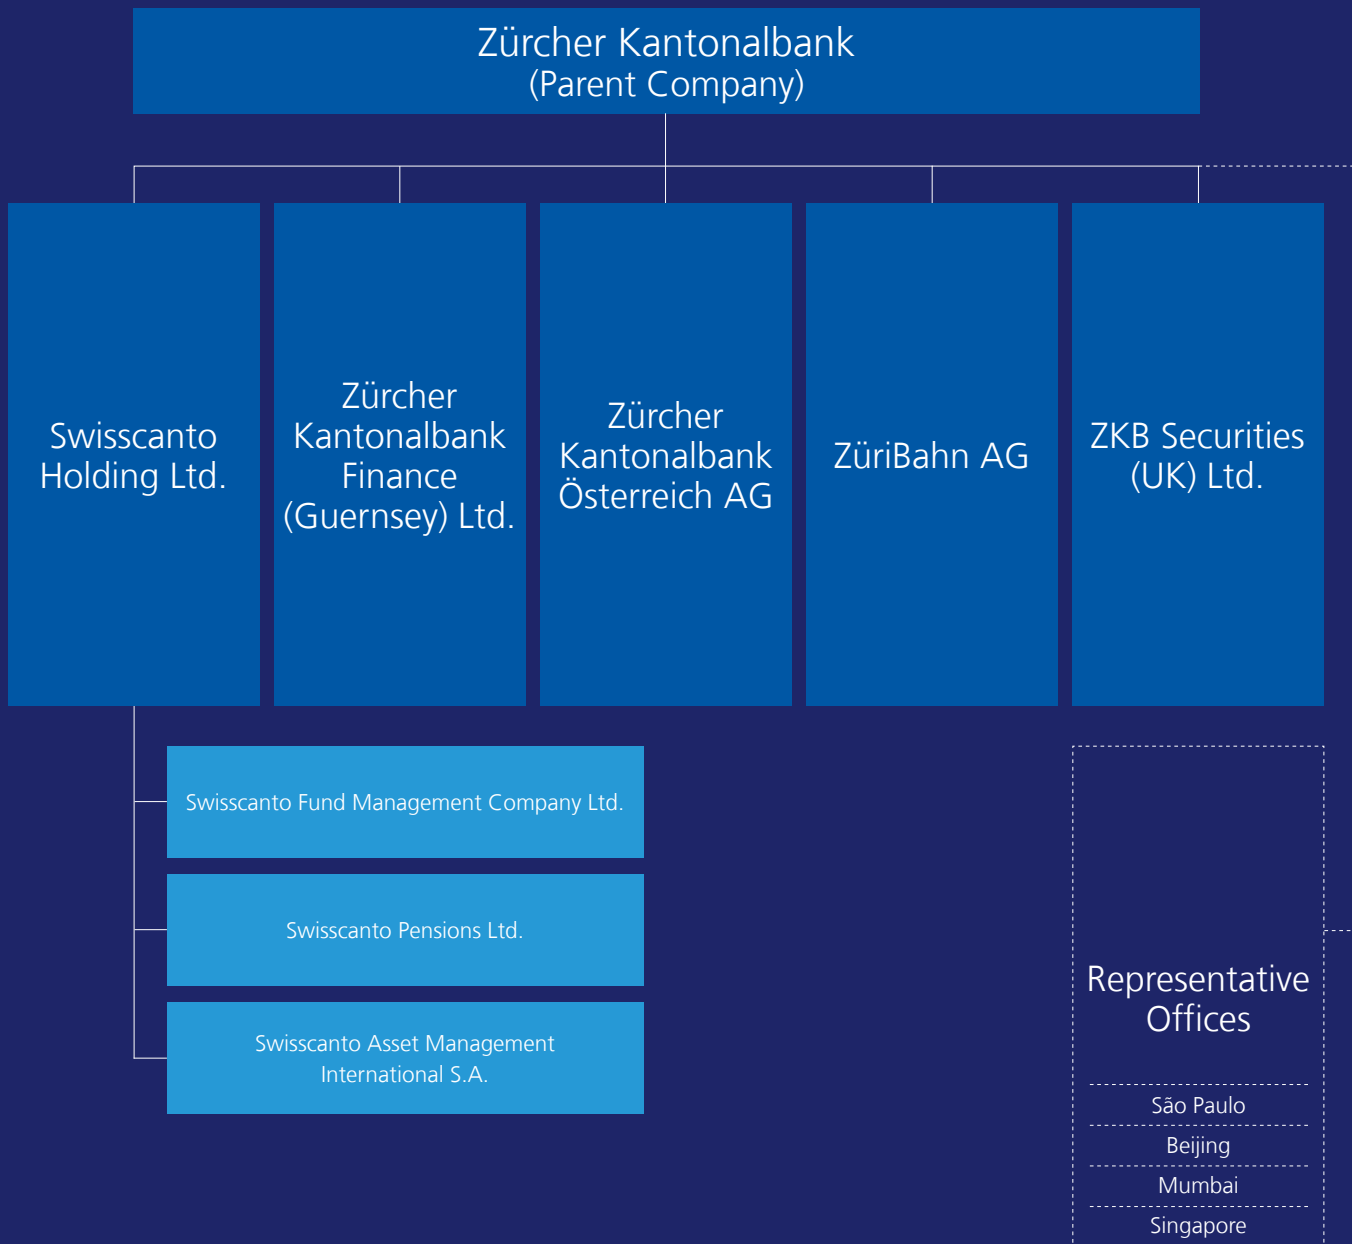 Zürcher Kantonalbank
(Parent Company)
Swisscanto
Holding Ltd.
Zürcher
Kantonalbank
Finance
(Guernsey) Ltd.
Zürcher
Kantonalbank
Österreich AG
ZüriBahn AG
ZKB Securities
(UK) Ltd.
Swisscanto Fund Management Company Ltd.
Swisscanto Pensions Ltd.
Swisscanto Asset Management
International S.A.
Representative
Offices
São Paulo
Beijing
Mumbai
Singapore